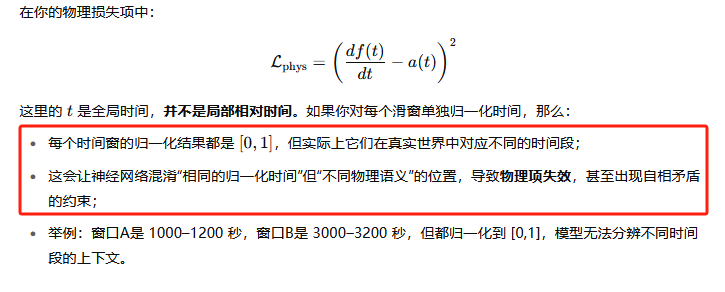 在你的物理损失项中：
$$\mathcal{L}_{\text{phys}} = \left( \frac{df(t)}{dt} - a(t) \right)^2$$
这里的 $t$ 是全局时间，并不是局部相对时间。如果你对每个滑窗单独归一化时间，那么：
• 每个时间窗的归一化结果都是 $[0,1]$，但实际上它们在真实世界中对应不同的时间段；
• 这会让神经网络混淆“相同的归一化时间”但“不同物理语义”的位置，导致物理项失效，甚至出现自相矛盾
的约束；
• 举例：窗口A是 1000–1200 秒，窗口B是 3000–3200 秒，但都归一化到 [0,1]，模型无法分辨不同时间
段的上下文。